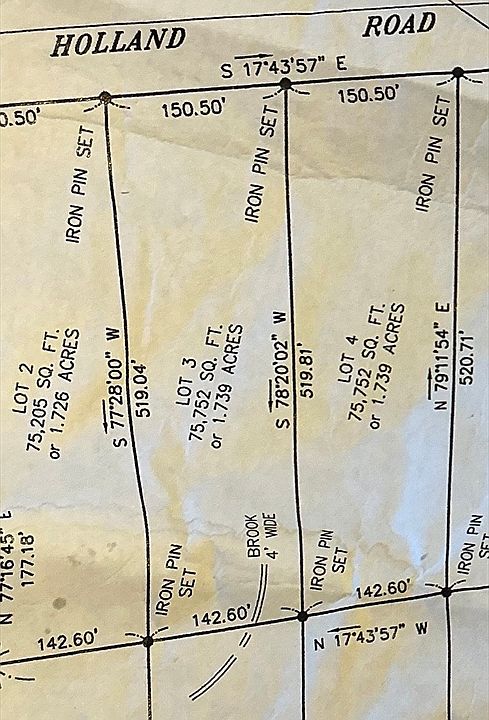 HOLLAND ROAD
S 17°43'57" E
0.50'
150.50'
150.50'
IRON PIN SET
IRON PIN SET
IRON PIN SET
LOT 2
75,205 SQ. FT.
or 1.726 ACRES
S 77°28'00" W
519.04'
LOT 3
75,752 SQ. FT.
or 1.739 ACRES
S 78°20'02" W
519.81'
LOT 4
75,752 SQ. FT.
or 1.739 ACRES
N 79°11'54" E
520.71'
N 77°16'45" E
177.18'
IRON PIN
SET
BROOK
4' WIDE
IRON PIN
SET
IRON PIN
SET
142.60'
142.60'
142.60'
N 17°43'57" W